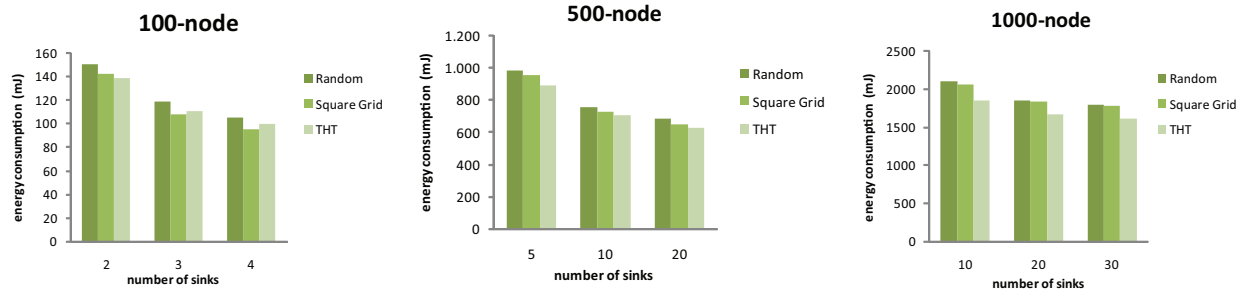 100-node
energy consumption (mJ)
160
140
120
100
80
60
40
20
0
2 3 4
number of sinks
Random
Square Grid
THT
500-node
energy consumption (mJ)
1.200
1.000
800
600
400
200
0
5 10 20
number of sinks
Random
Square Grid
THT
1000-node
energy consumption (mJ)
2500
2000
1500
1000
500
0
10 20 30
number of sinks
Random
Square Grid
THT